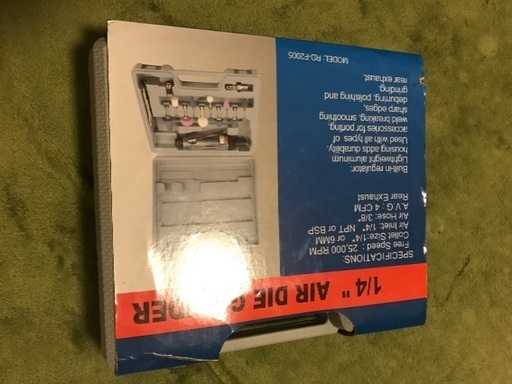 1/4" AIR DIE GRINDER
SPECIFICATIONS:
Free Speed : 25,000 RPM
Collet Size:1/4" or 6MM
Air Inlet: 1/4" NPT or BSP
Air Hose: 3/8"
A.V.G: 4 CFM
Rear Exhaust
Built-in regulator.
Lightweight aluminum
housing adds durability.
Used with all types of
accessories for porting,
weld breaking, smoothing
sharp edges,
deburring, polishing and
grinding.
rear exhaust.
MODEL: RD-F2005